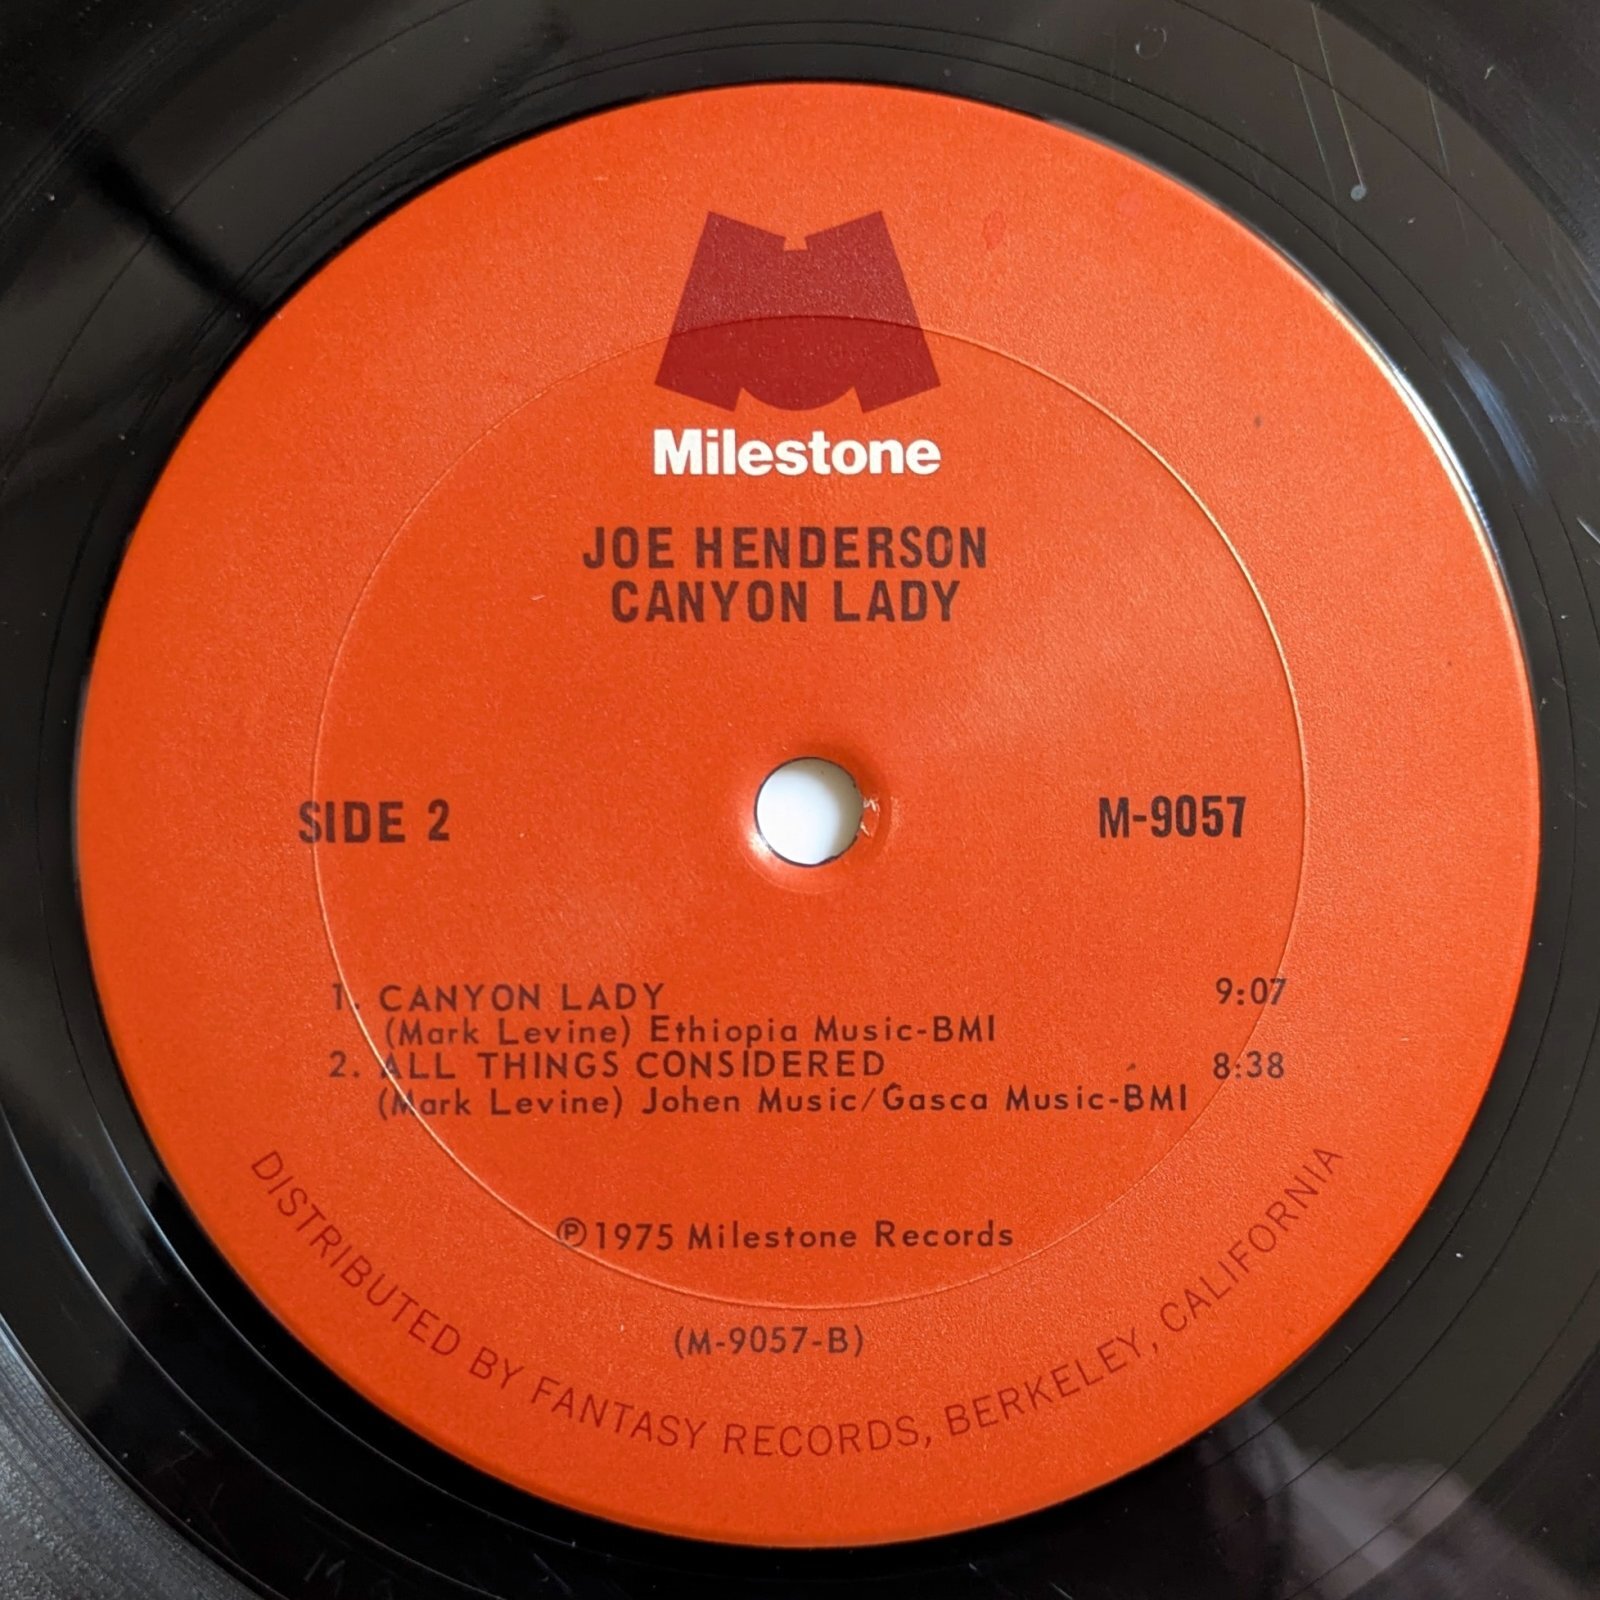 Milestone
JOE HENDERSON
CANYON LADY
SIDE 2
M-9057
1. CANYON LADY 9:07
(Mark Levine) Ethiopia Music-BMI
2. ALL THINGS CONSIDERED 8:38
(Mark Levine) Johen Music/Gasca Music-BMI
℗1975 Milestone Records
(M-9057-B)
DISTRIBUTED BY FANTASY RECORDS, BERKELEY, CALIFORNIA